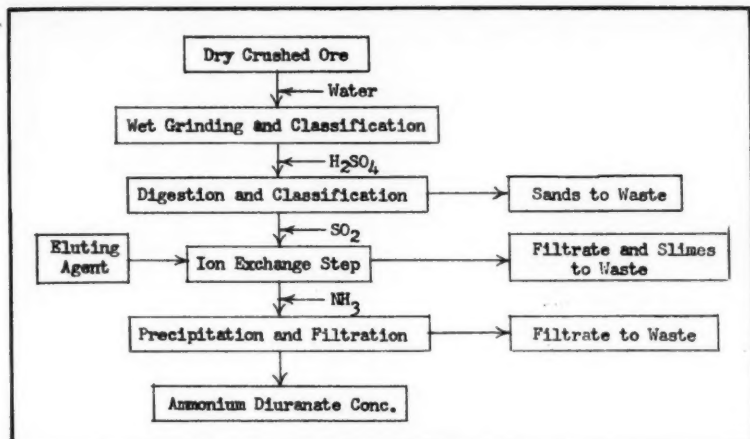 Dry Crushed Ore
Water
Wet Grinding and Classification
H₂SO₄
Digestion and Classification
Sands to Waste
SO₂
Eluting
Agent
Ion Exchange Step
Filtrate and Slimes
to Waste
NH₃
Precipitation and Filtration
Filtrate to Waste
Ammonium Diuranate Conc.